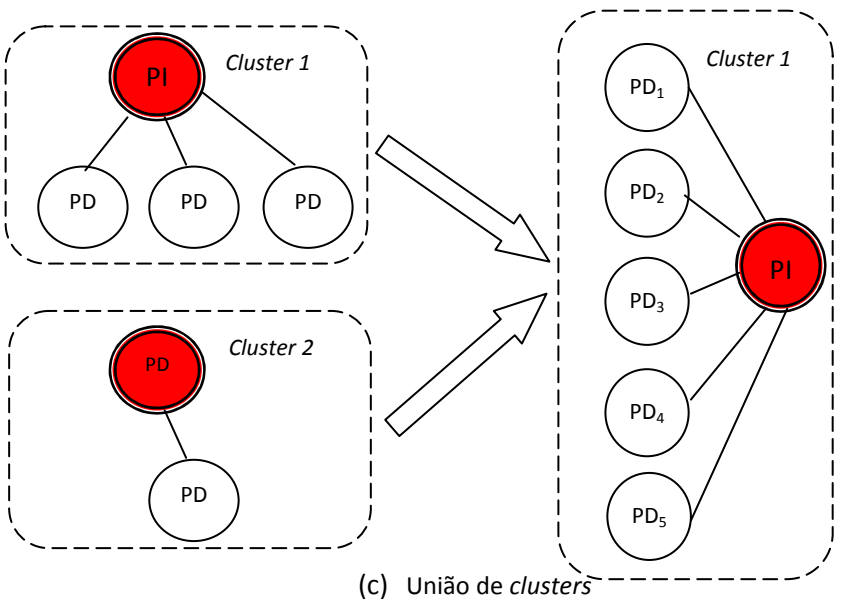 Cluster 1
PI
PD
PD
PD
Cluster 2
PD
PD
Cluster 1
PD₁
PD₂
PD₃
PD₄
PD₅
PI
(c) União de clusters